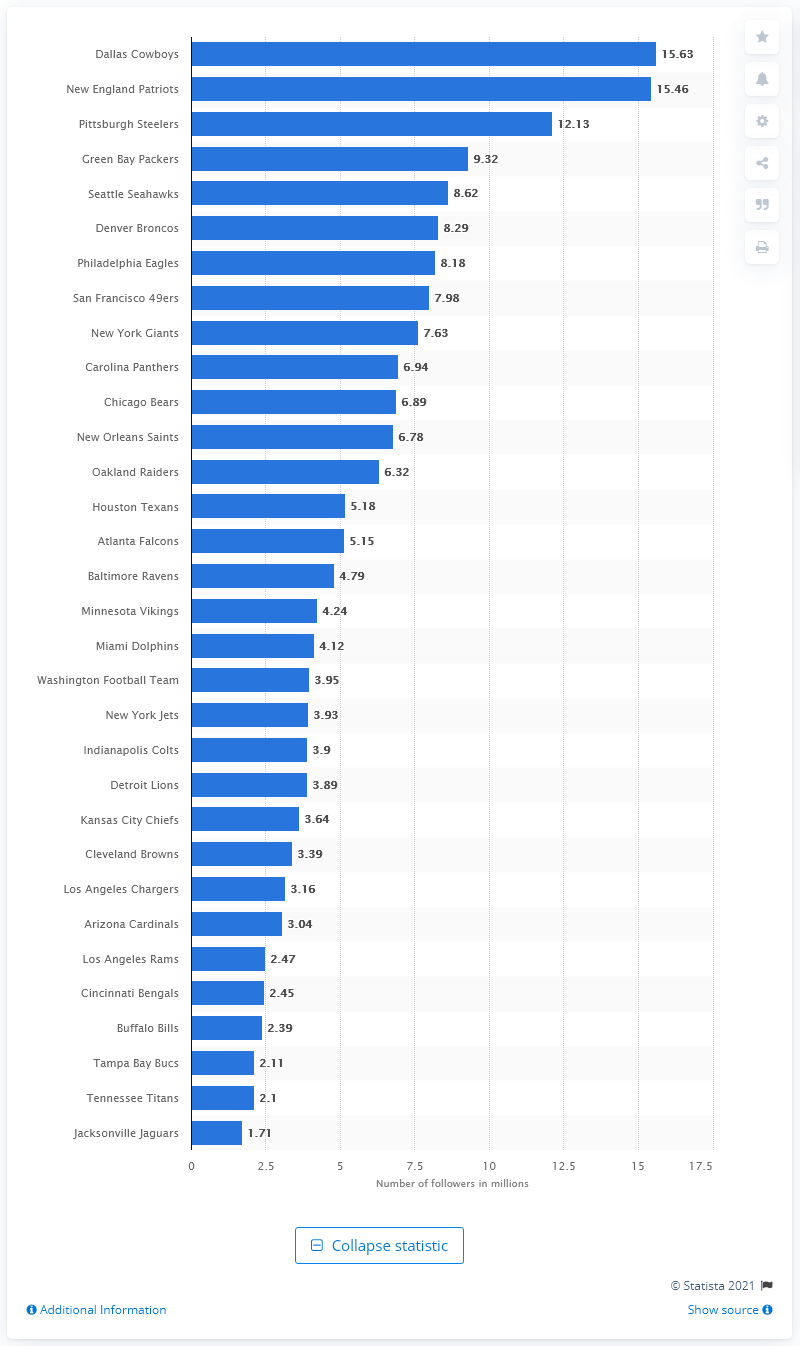 Dallas Cowboys 15.63
New England Patriots 15.46
Pittsburgh Steelers 12.13
Green Bay Packers 9.32
Seattle Seahawks 8.62
Denver Broncos 8.29
Philadelphia Eagles 8.18
San Francisco 49ers 7.98
New York Giants 7.63
Carolina Panthers 6.94
Chicago Bears 6.89
New Orleans Saints 6.78
Oakland Raiders 6.32
Houston Texans 5.18
Atlanta Falcons 5.15
Baltimore Ravens 4.79
Minnesota Vikings 4.24
Miami Dolphins 4.12
Washington Football Team 3.95
New York Jets 3.93
Indianapolis Colts 3.9
Detroit Lions 3.89
Kansas City Chiefs 3.64
Cleveland Browns 3.39
Los Angeles Chargers 3.16
Arizona Cardinals 3.04
Los Angeles Rams 2.47
Cincinnati Bengals 2.45
Buffalo Bills 2.39
Tampa Bay Bucs 2.11
Tennessee Titans 2.1
Jacksonville Jaguars 1.71
0 2.5 5 7.5 10 12.5 15 17.5
Number of followers in millions
Collapse statistic
© Statista 2021
Additional Information Show source